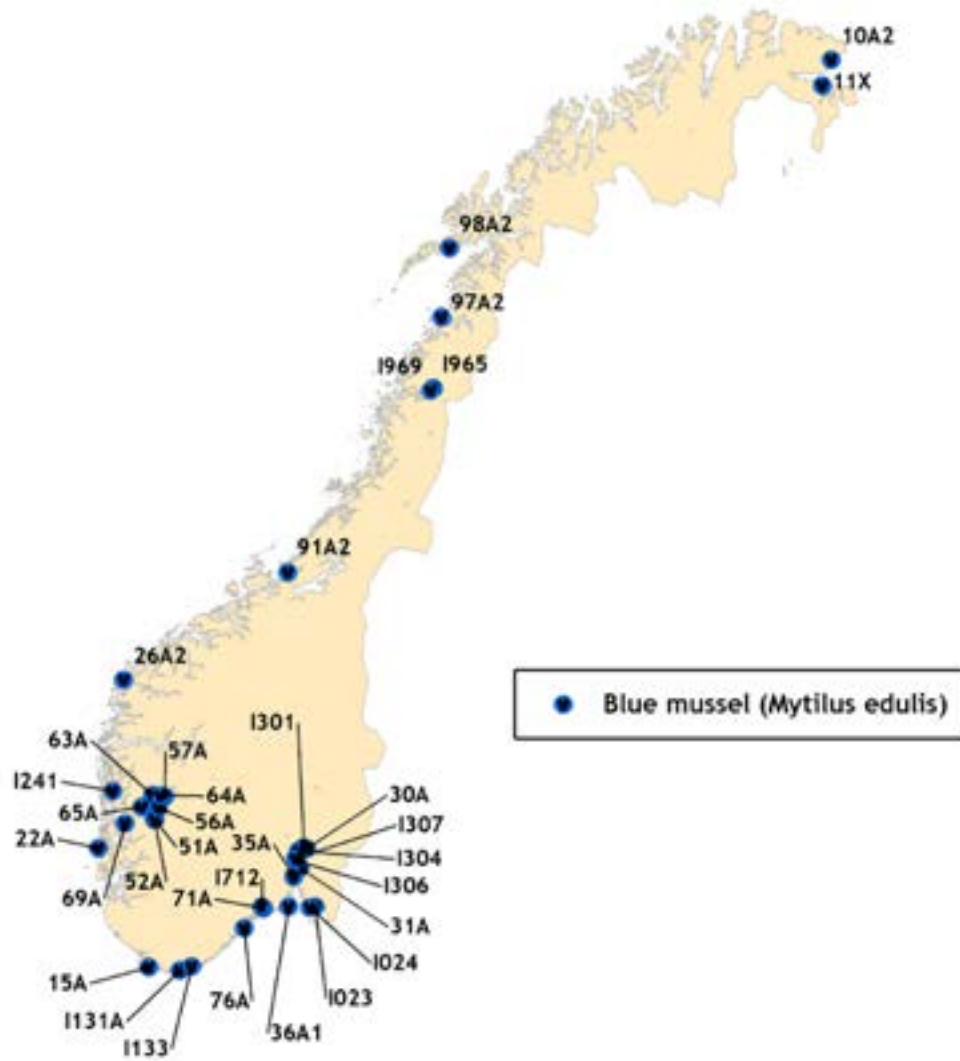 10A2
11X
98A2
97A2
I969
I965
91A2
26A2
Blue mussel (Mytilus edulis)
I301
63A
57A
I241
64A
30A
65A
56A
I307
22A
51A
35A
I304
52A
I712
I306
69A
71A
31A
I024
15A
76A
I023
I131A
36A1
I133